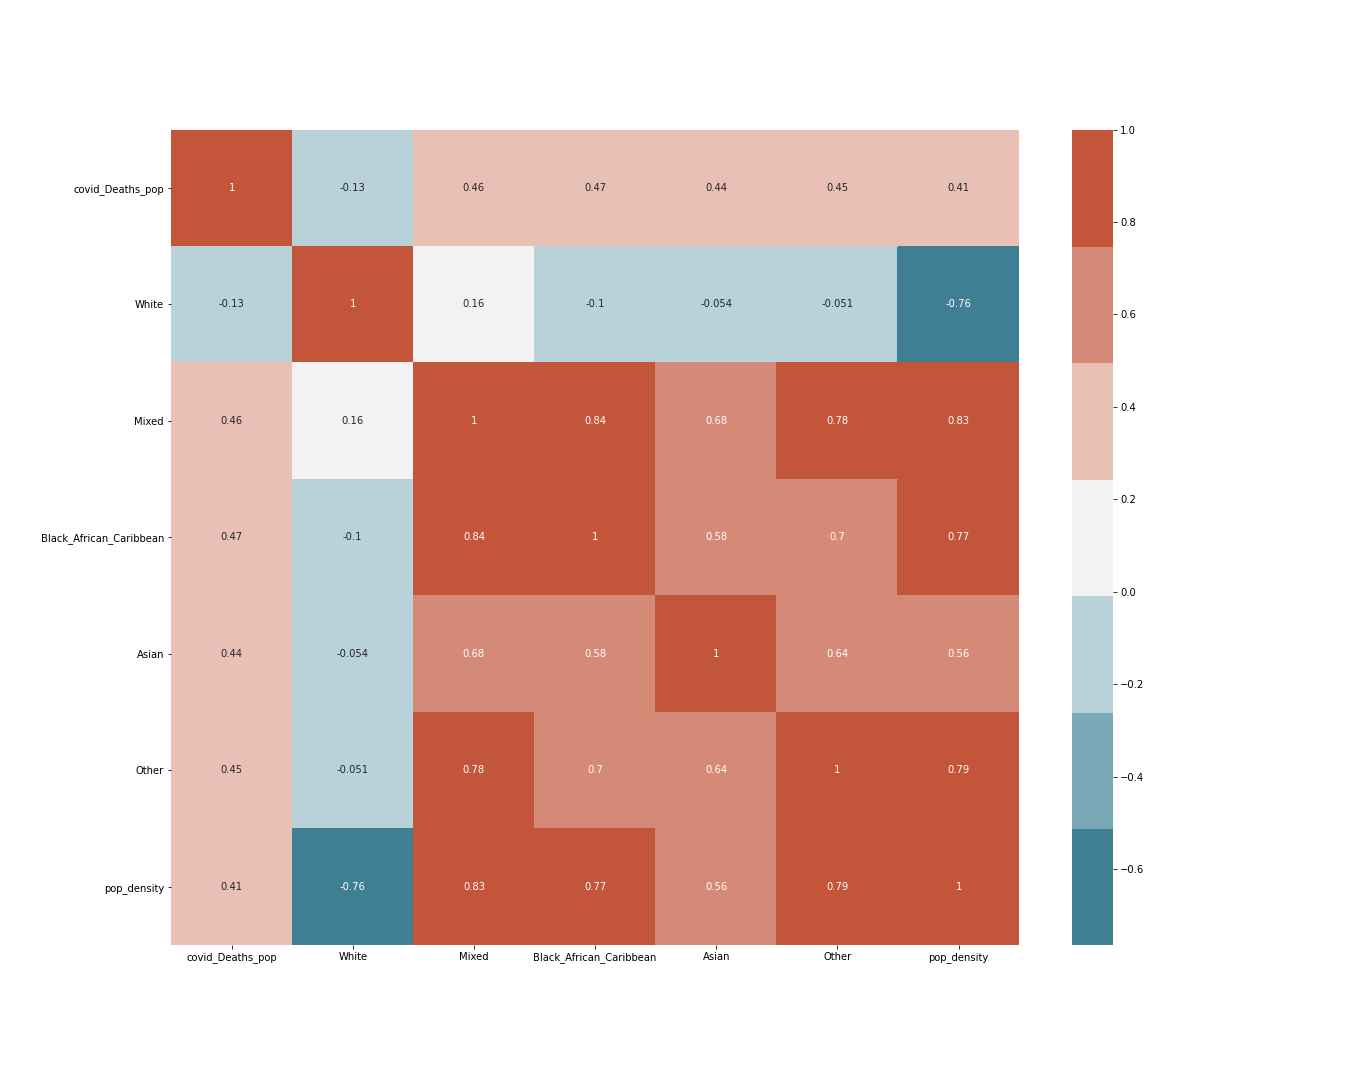 covid_Deaths_pop 1 -0.13 0.46 0.47 0.44 0.45 0.41
White -0.13 1 0.16 -0.1 -0.054 -0.051 -0.76
Mixed 0.46 0.16 1 0.84 0.68 0.78 0.83
Black_African_Caribbean 0.47 -0.1 0.84 1 0.58 0.7 0.77
Asian 0.44 -0.054 0.68 0.58 1 0.64 0.56
Other 0.45 -0.051 0.78 0.7 0.64 1 0.79
pop_density 0.41 -0.76 0.83 0.77 0.56 0.79 1
covid_Deaths_pop White Mixed Black_African_Caribbean Asian Other pop_density
1.0
0.8
0.6
0.4
0.2
0.0
−0.2
−0.4
−0.6